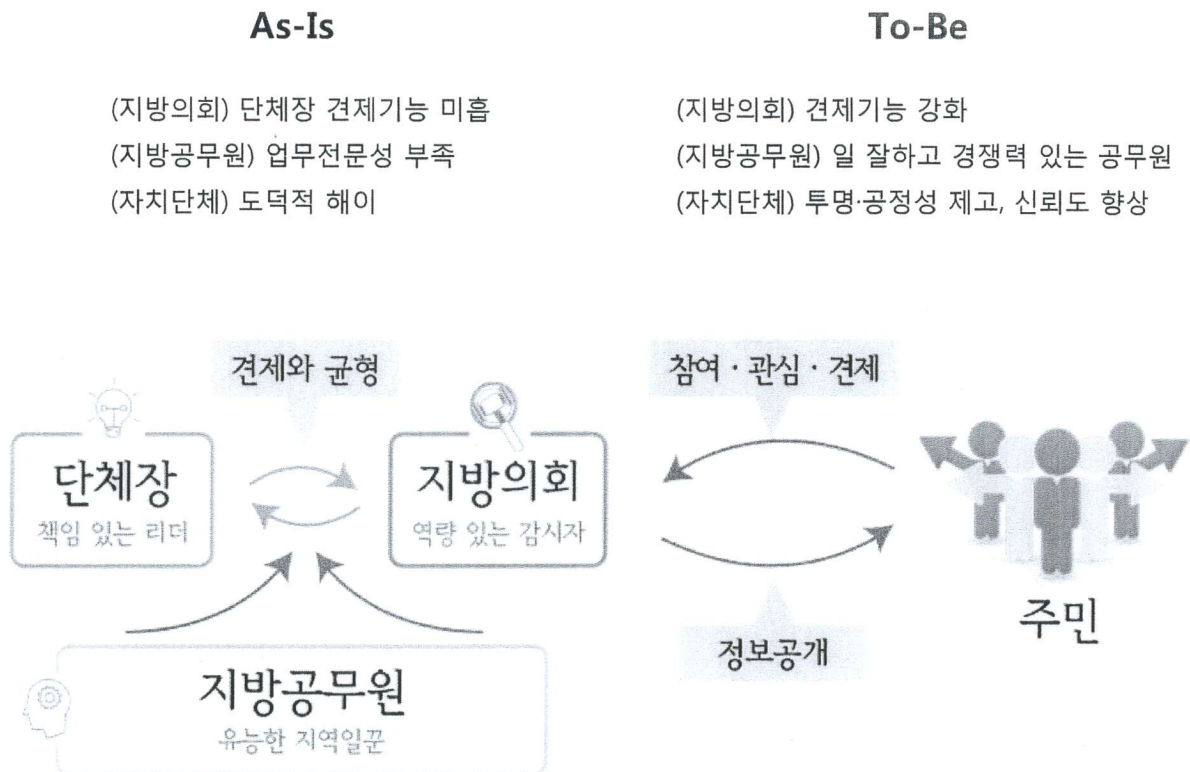 As-Is
(지방의회) 단체장 견제기능 미흡
(지방공무원) 업무전문성 부족
(자치단체) 도덕적 해이
To-Be
(지방의회) 견제기능 강화
(지방공무원) 일 잘하고 경쟁력 있는 공무원
(자치단체) 투명·공정성 제고, 신뢰도 향상
견제와 균형
단체장
책임 있는 리더
지방의회
역량 있는 감시자
지방공무원
유능한 지역일꾼
참여·관심·견제
정보공개
주민